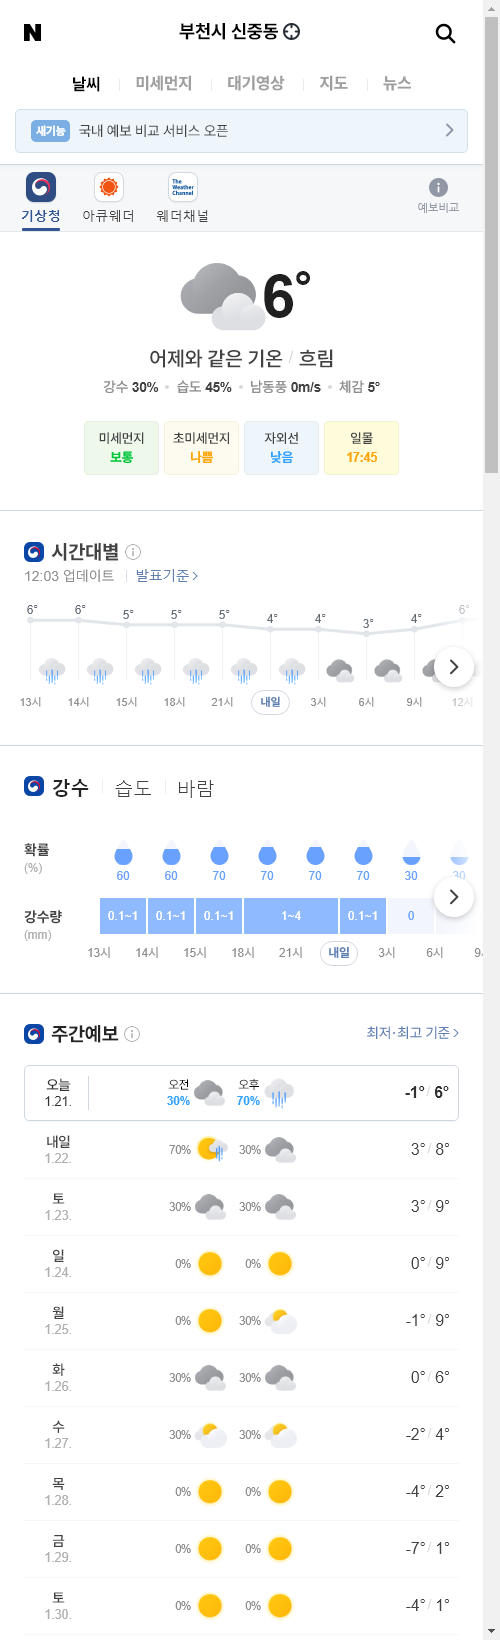 N 부천시 신중동
날씨 미세먼지 대기영상 지도 뉴스
새기능 국내 예보 비교 서비스 오픈
The Weather Channel
기상청 아큐웨더 웨더채널 예보비교
6°
어제와 같은 기온 / 흐림
강수 30% • 습도 45% • 남동풍 0m/s • 체감 5°
미세먼지 초미세먼지 자외선 일몰
보통 나쁨 낮음 17:45
시간대별
12:03 업데이트 발표기준 >
6° 6° 5° 5° 5° 4° 4° 3° 4° 6°
13시 14시 15시 18시 21시 내일 3시 6시 9시 12시
강수 습도 바람
확률
(%)
60 60 70 70 70 70 30 30
강수량
(mm)
0.1~1 0.1~1 0.1~1 1~4 0.1~1 0
13시 14시 15시 18시 21시 내일 3시 6시 9시
주간예보 최저·최고 기준 >
오늘 1.21. 오전 30% 오후 70% -1° / 6°
내일 1.22. 70% 30% 3° / 8°
토 1.23. 30% 30% 3° / 9°
일 1.24. 0% 0% 0° / 9°
월 1.25. 0% 30% -1° / 9°
화 1.26. 30% 30% 0° / 6°
수 1.27. 30% 30% -2° / 4°
목 1.28. 0% 0% -4° / 2°
금 1.29. 0% 0% -7° / 1°
토 1.30. 0% 0% -4° / 1°